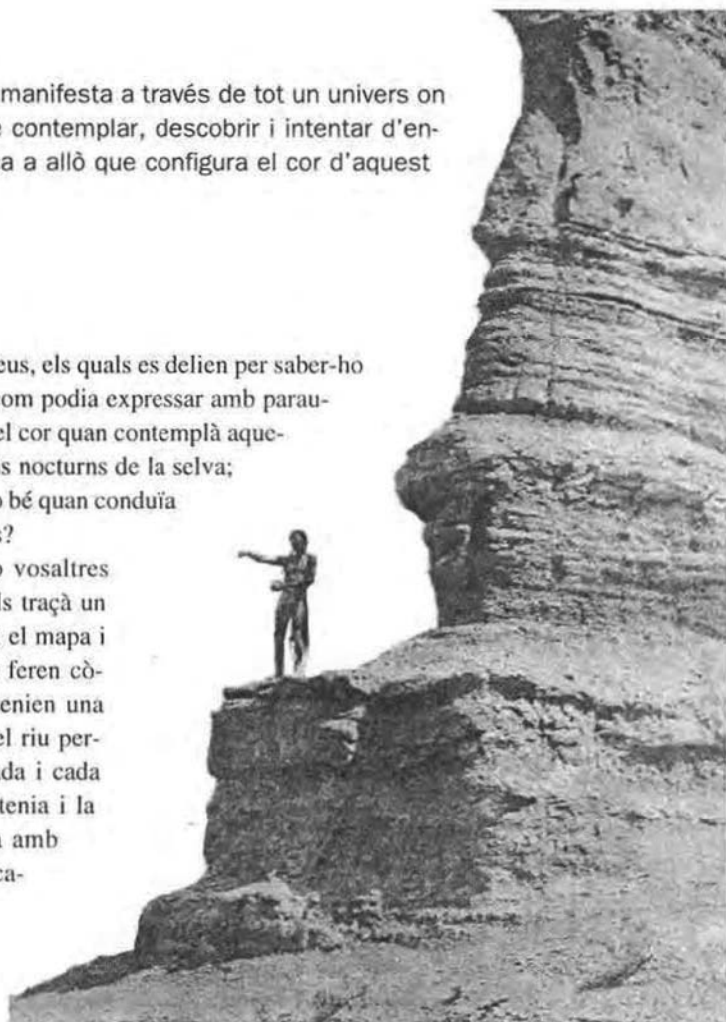 manifesta a través de tot un univers on
contemplar, descobrir i intentar d'en-
a a allò que configura el cor d'aquest
eus, els quals es delien per saber-ho
om podia expressar amb parau-
el cor quan contemplà aque-
s nocturns de la selva;
o bé quan conduïa
s?
o vosaltres
ls traçà un
el mapa i
feren cò-
enien una
el riu per-
da i cada
tenia i la
a amb
ca-